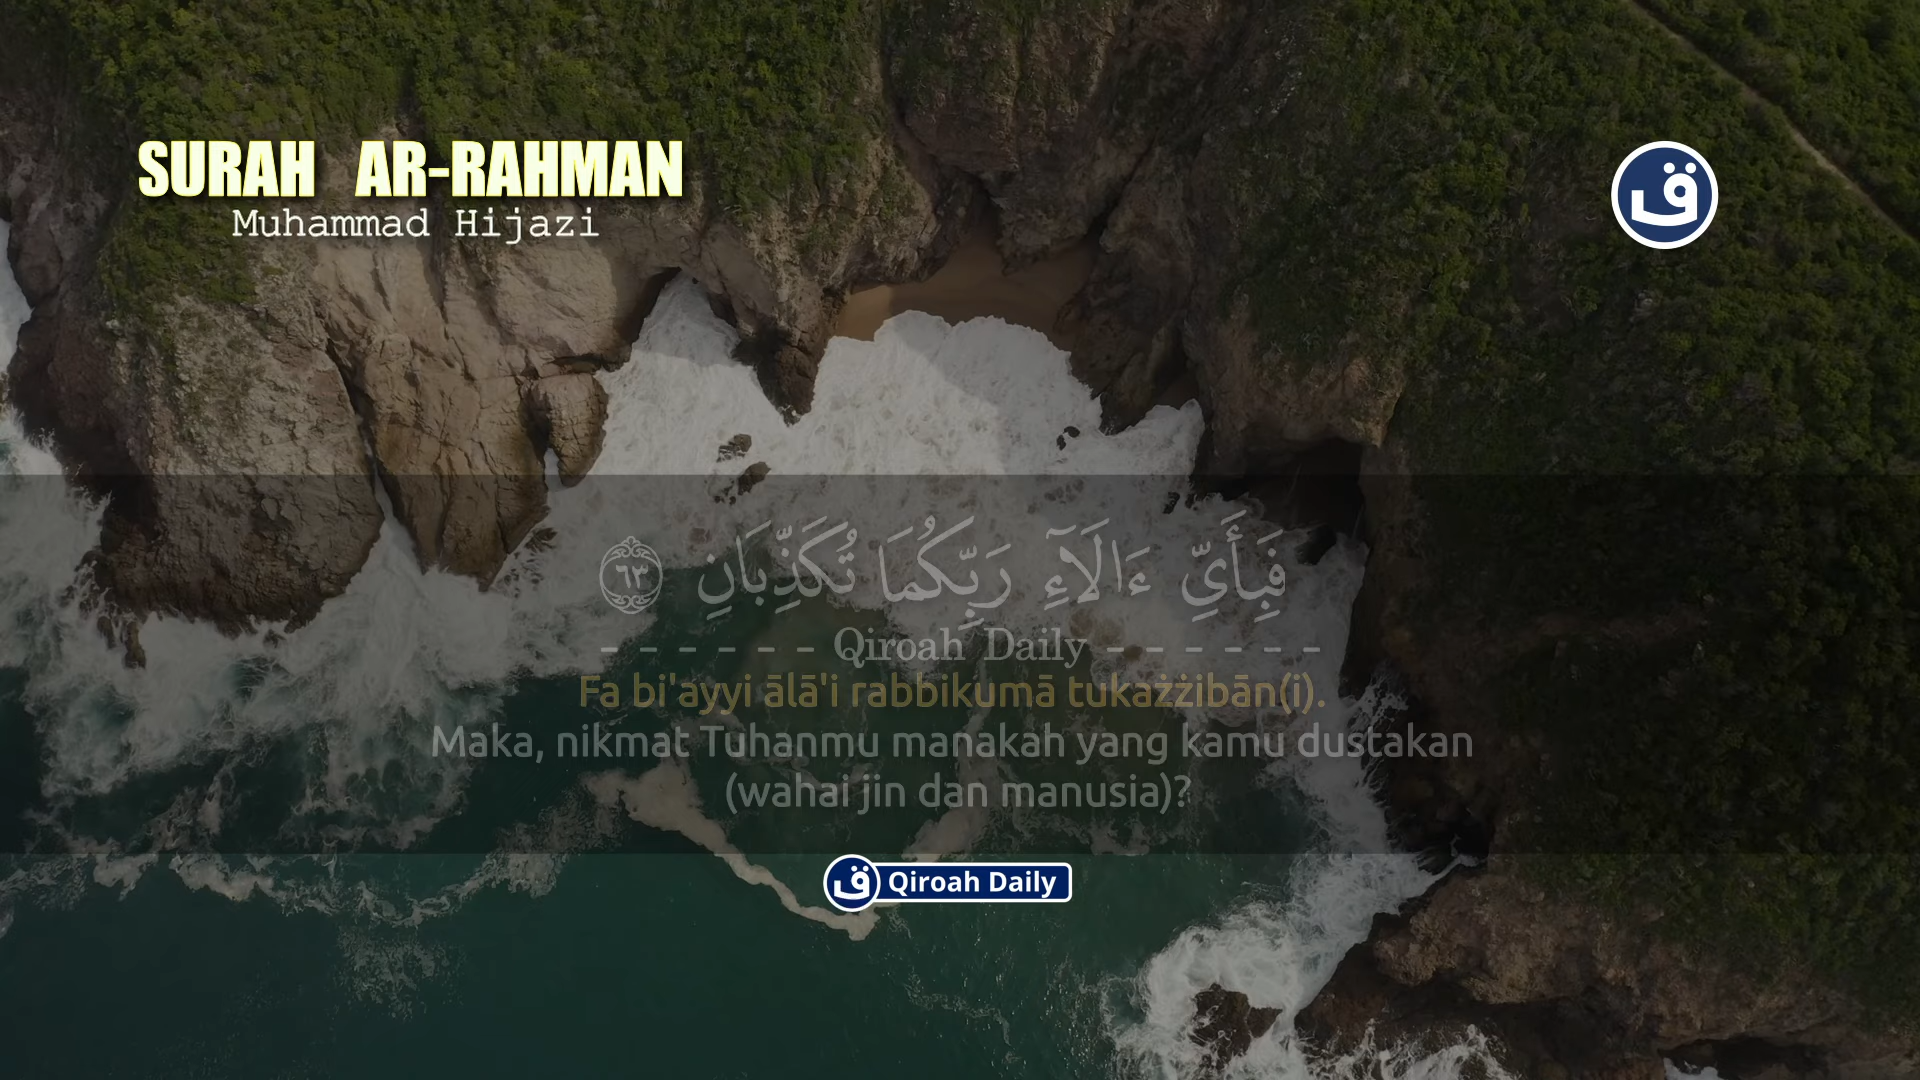 SURAH AR-RAHMAN
Muhammad Hijazi
ق
فَبِأَيِّ ءَالَآءِ رَبِّكُمَا تُكَذِّبَانِ ٦٣
- - - - - - Qiroah Daily - - - - - -
Fa bi'ayyi ālā'i rabbikumā tukażżibān(i).
Maka, nikmat Tuhanmu manakah yang kamu dustakan
(wahai jin dan manusia)?
ق Qiroah Daily